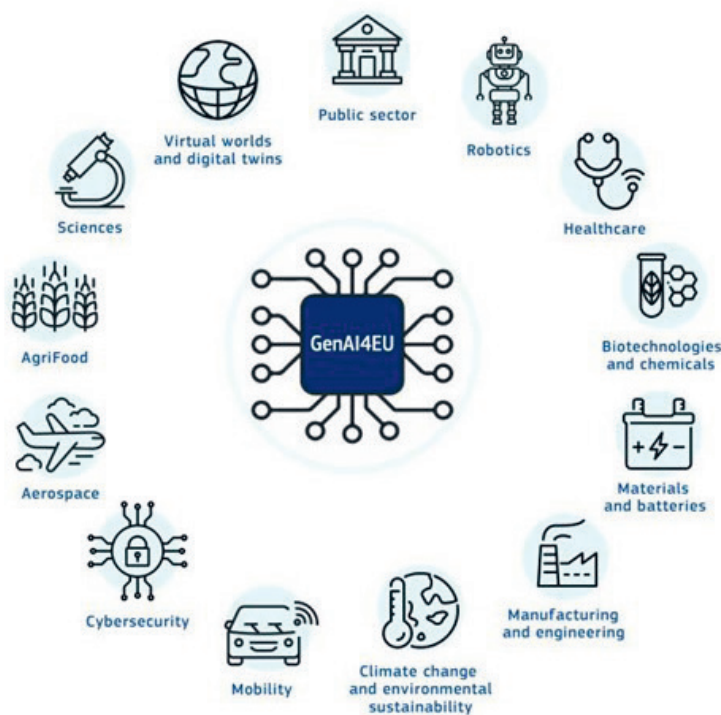 Public sector
Robotics
Healthcare
Biotechnologies
and chemicals
Materials
and batteries
Manufacturing
and engineering
Climate change
and environmental
sustainability
Mobility
Cybersecurity
Aerospace
AgriFood
Sciences
Virtual worlds
and digital twins
GenAI4EU